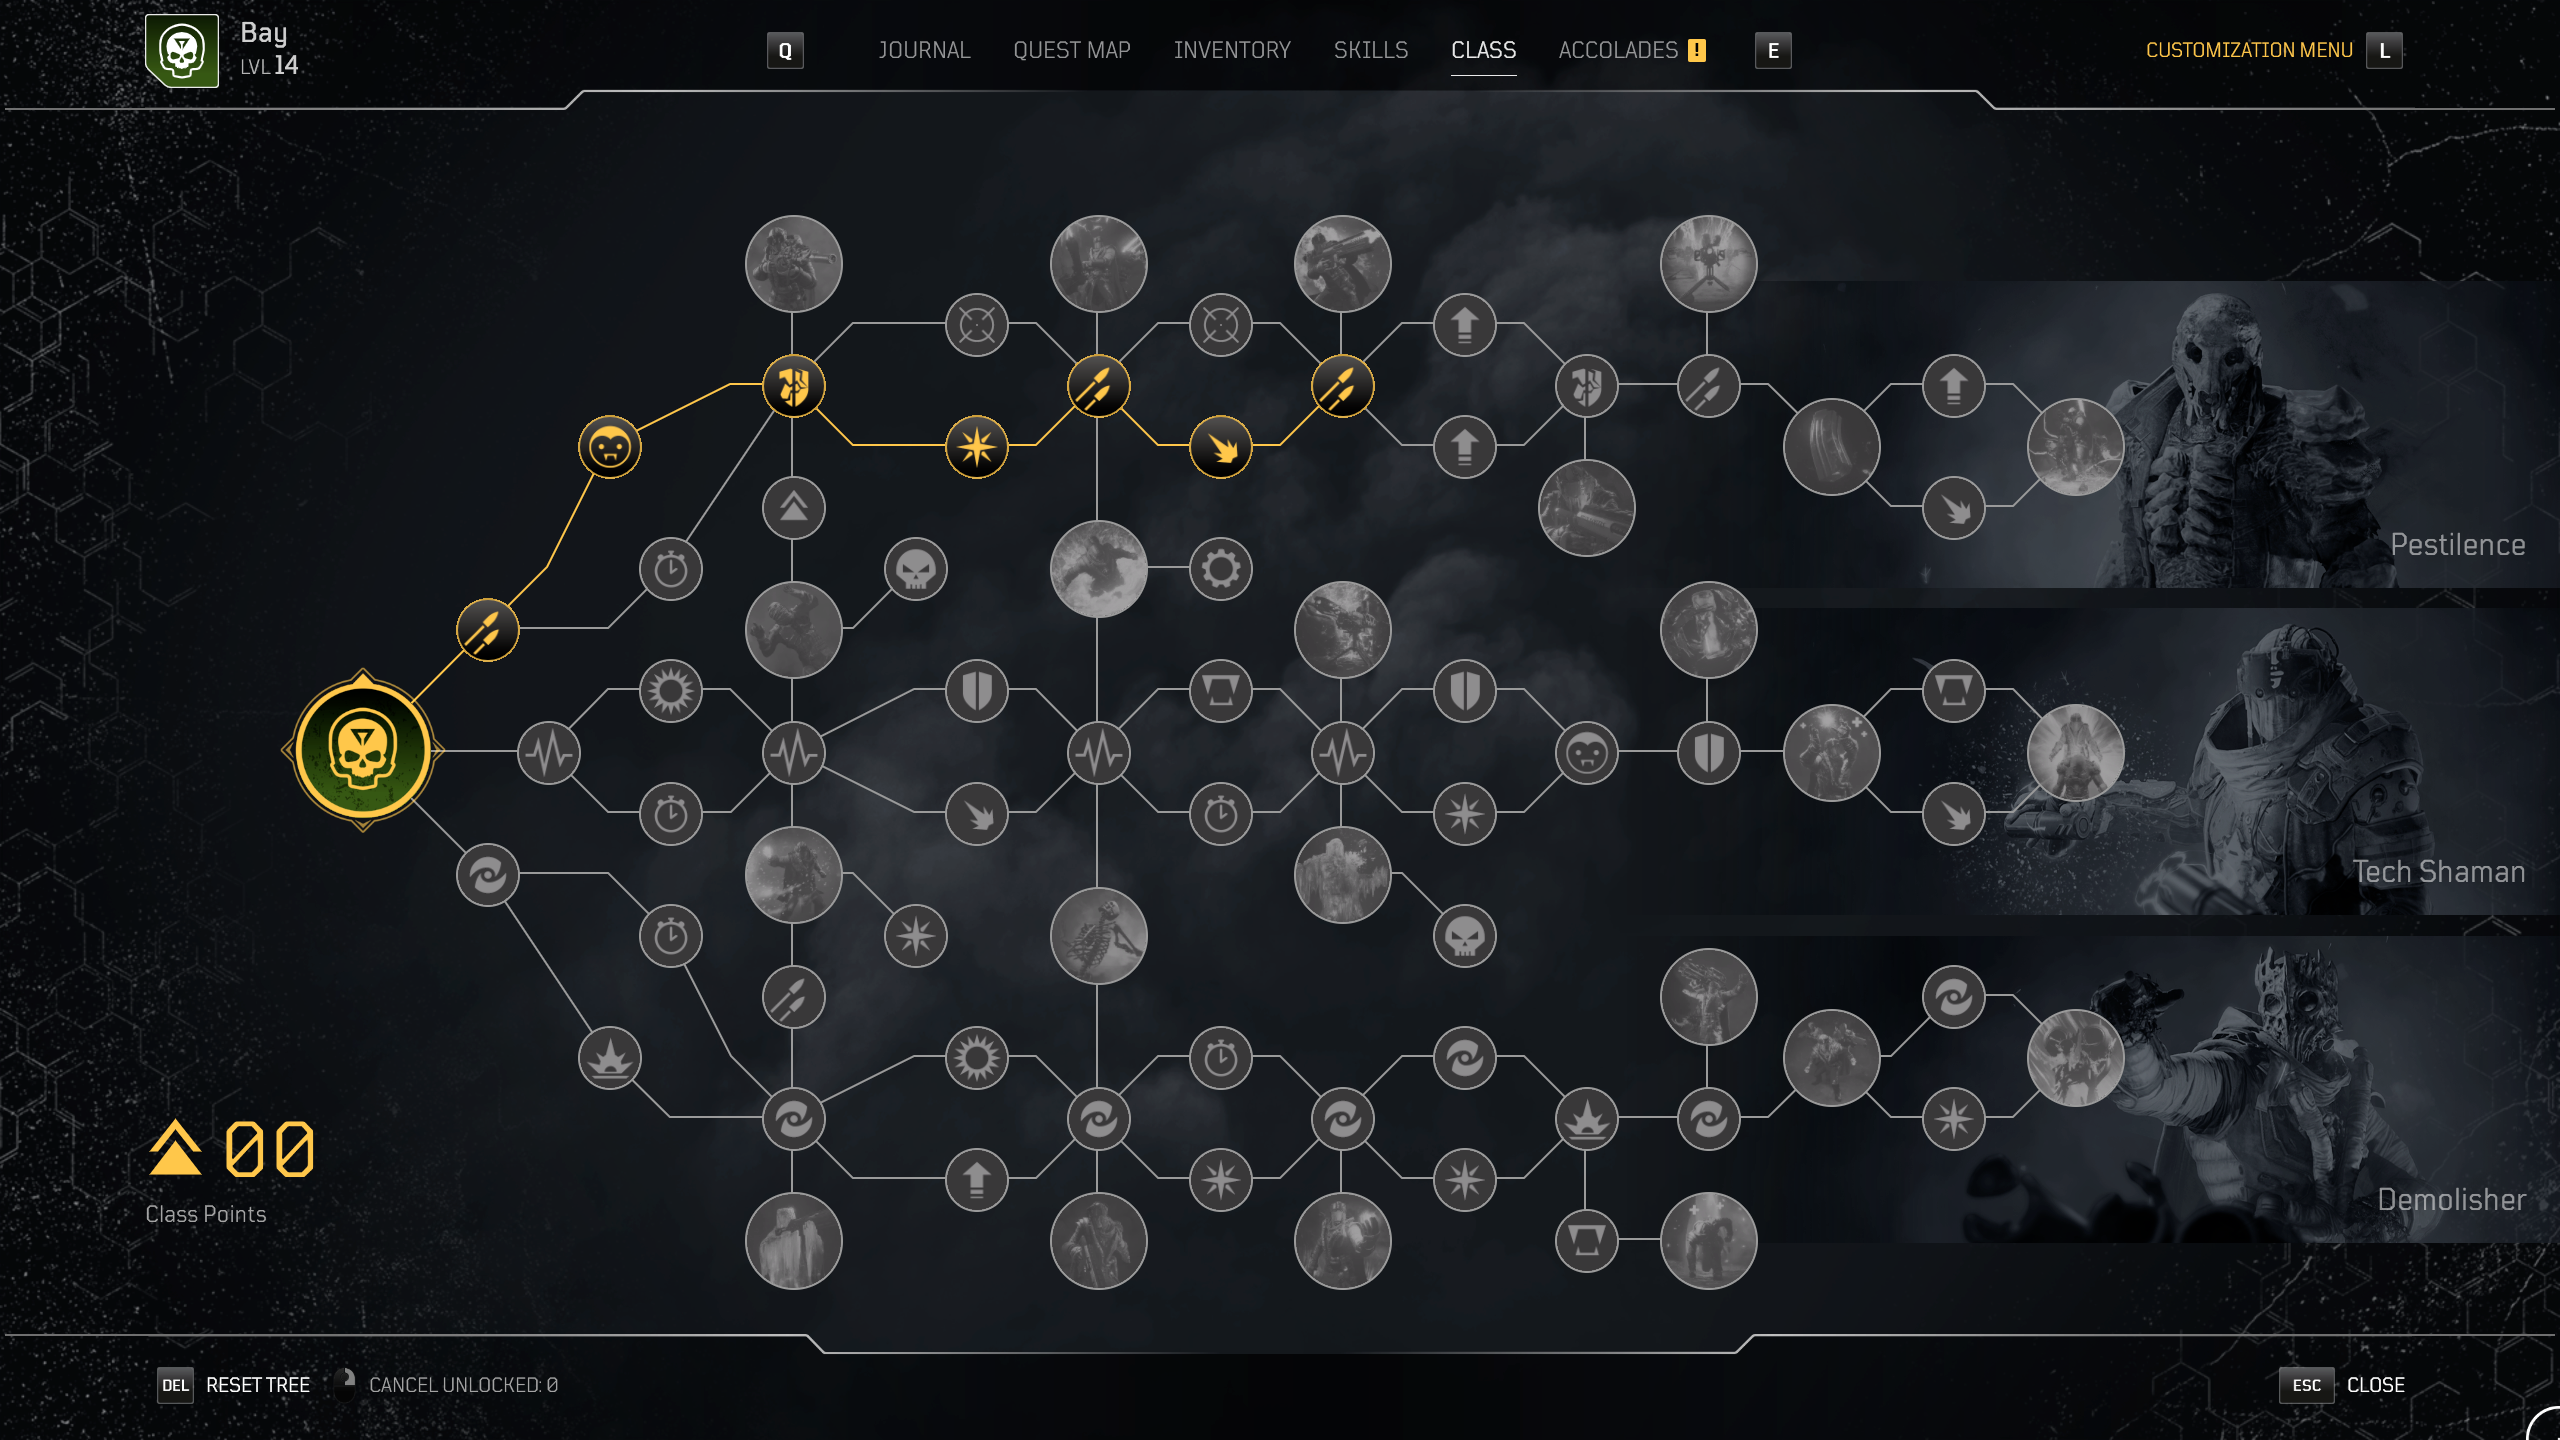 Bay
LVL 14
Q
JOURNAL
QUEST MAP
INVENTORY
SKILLS
CLASS
ACCOLADES !
E
CUSTOMIZATION MENU L
Pestilence
Tech Shaman
Demolisher
00
Class Points
DEL RESET TREE
CANCEL UNLOCKED: 0
ESC CLOSE